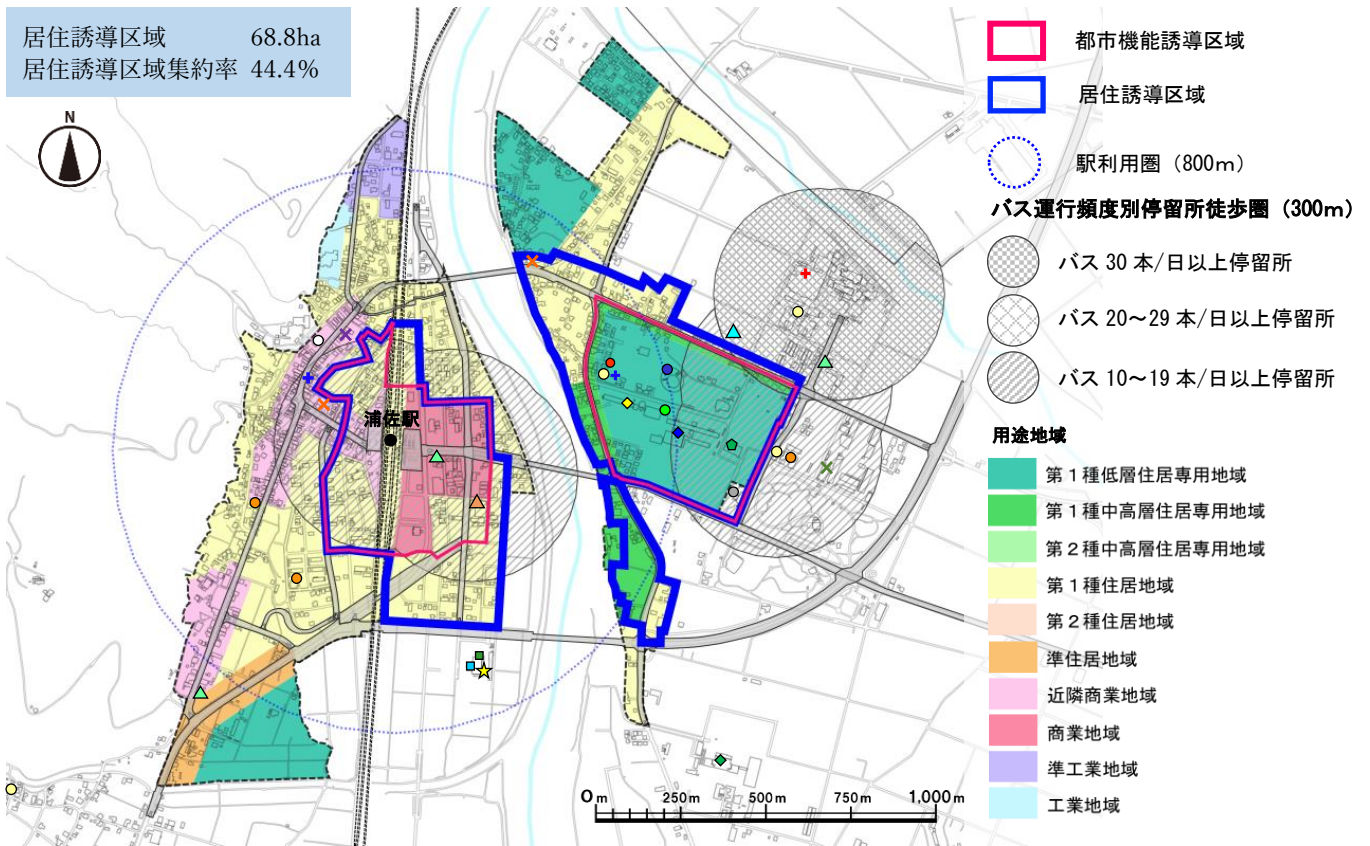 居住誘導区域 68.8ha
居住誘導区域集約率 44.4%
N
浦佐駅
0m 250m 500m 750m 1,000m
都市機能誘導区域
居住誘導区域
駅利用圏（800m）
バス運行頻度別停留所徒歩圏（300m）
バス 30 本/日以上停留所
バス 20～29 本/日以上停留所
バス 10～19 本/日以上停留所
用途地域
第1種低層住居専用地域
第1種中高層住居専用地域
第2種中高層住居専用地域
第1種住居地域
第2種住居地域
準住居地域
近隣商業地域
商業地域
準工業地域
工業地域